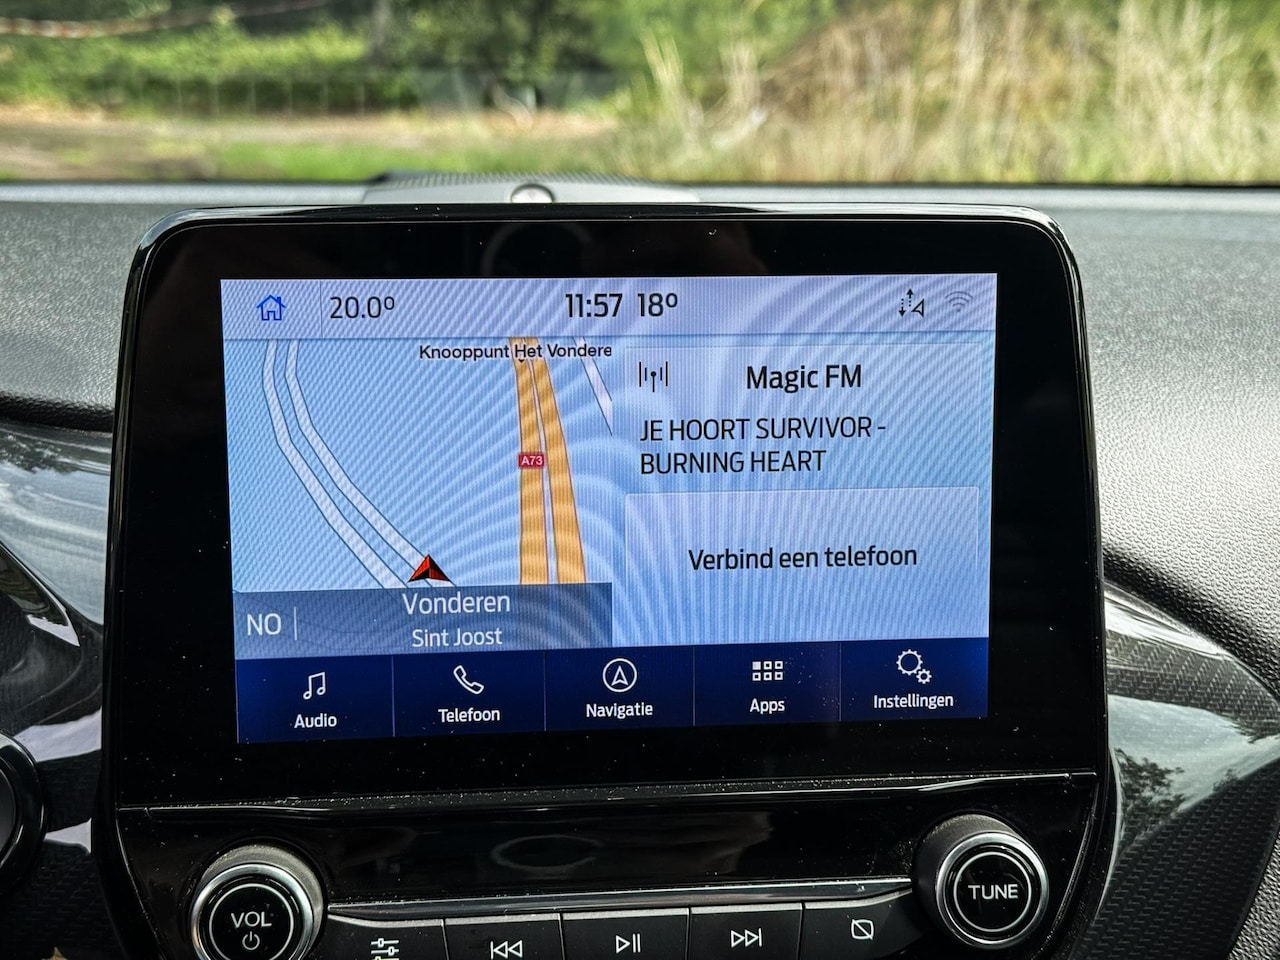 20.0°
11:57 18°
Knooppunt Het Vondere
Magic FM
JE HOORT SURVIVOR -
BURNING HEART
A73
Verbind een telefoon
NO
Vonderen
Sint Joost
Audio
Telefoon
Navigatie
Apps
Instellingen
VOL
TUNE